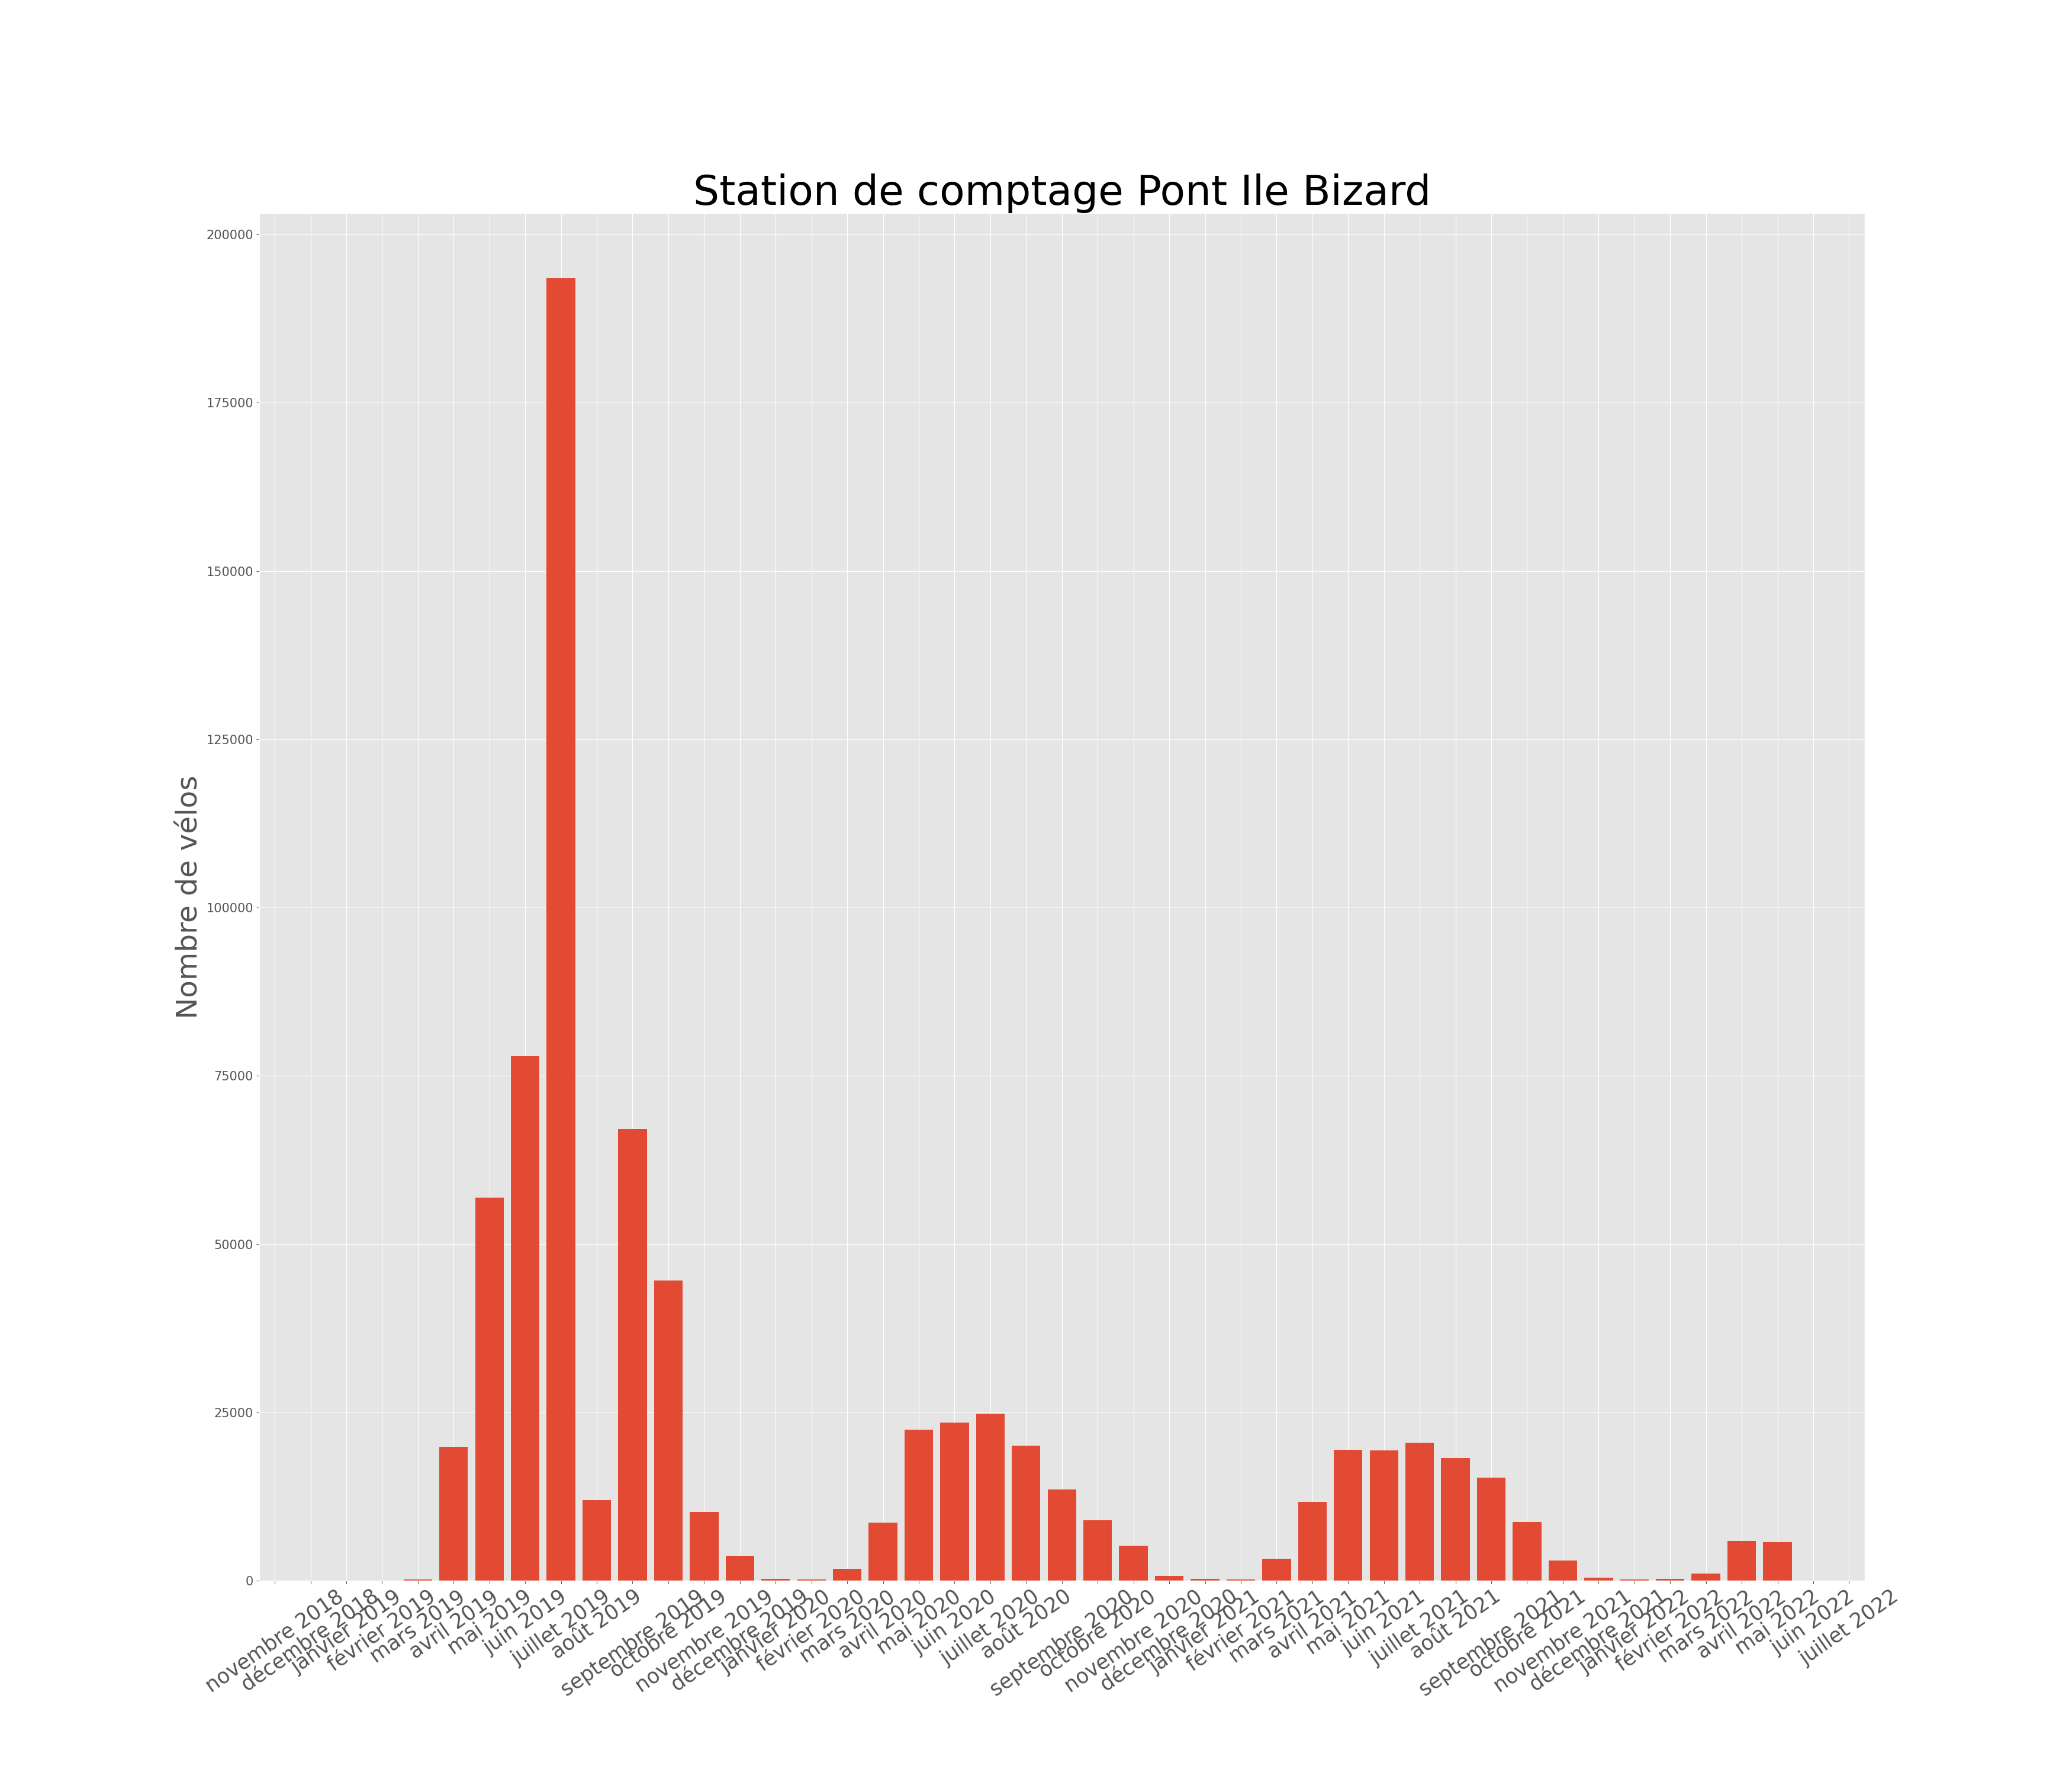 Station de comptage Pont Ile Bizard
200000
175000
150000
125000
100000
75000
50000
25000
0
Nombre de vélos
novembre 2018
décembre 2018
janvier 2019
février 2019
mars 2019
avril 2019
mai 2019
juin 2019
juillet 2019
août 2019
septembre 2019
octobre 2019
novembre 2019
décembre 2019
janvier 2020
février 2020
mars 2020
avril 2020
mai 2020
juin 2020
juillet 2020
août 2020
septembre 2020
octobre 2020
novembre 2020
décembre 2020
janvier 2021
février 2021
mars 2021
avril 2021
mai 2021
juin 2021
juillet 2021
août 2021
septembre 2021
octobre 2021
novembre 2021
décembre 2021
janvier 2022
février 2022
mars 2022
avril 2022
mai 2022
juin 2022
juillet 2022